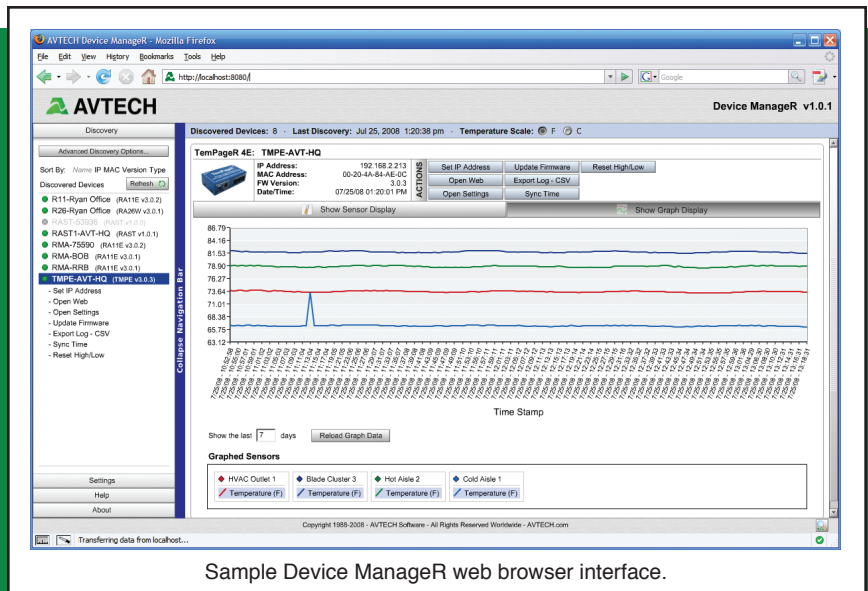 AVTECH Device ManageR - Mozilla Firefox
File Edit View History Bookmarks Tools Help
http://localhost:8080/
G Google
AVTECH
Device ManageR v1.0.1
Discovery
Discovered Devices: 8 · Last Discovery: Jul 25, 2008 1:20:38 pm · Temperature Scale: F C
Advanced Discovery Options...
Sort By: Name IP MAC Version Type
Discovered Devices Refresh
R11-Ryan Office (RA11E v3.0.2)
R26-Ryan Office (RA26W v3.0.1)
RAST-53936 (RAST v1.0.0)
RAST1-AVT-HQ (RAST v1.0.1)
RMA-75590 (RA11E v3.0.2)
RMA-BOB (RA11E v3.0.1)
RMA-RRB (RA11E v3.0.1)
TMPE-AVT-HQ (TMPE v3.0.3)
- Set IP Address
- Open Web
- Open Settings
- Update Firmware
- Export Log - CSV
- Sync Time
- Reset High/Low
Settings
Help
About
Collapse Navigation Bar
TemPageR 4E: TMPE-AVT-HQ
IP Address: 192.168.2.213
MAC Address: 00-20-4A-84-AE-0C
FW Version: 3.0.3
Date/Time: 07/25/08 01:20:01 PM
ACTIONS
Set IP Address Update Firmware Reset High/Low
Open Web Export Log - CSV
Open Settings Sync Time
Show Sensor Display Show Graph Display
86.79
84.16
81.53
78.90
76.27
73.64
71.01
68.38
65.75
63.12
Time Stamp
Show the last 7 days Reload Graph Data
Graphed Sensors
HVAC Outlet 1 Blade Cluster 3 Hot Aisle 2 Cold Aisle 1
Temperature (F) Temperature (F) Temperature (F) Temperature (F)
Copyright 1988-2008 - AVTECH Software - All Rights Reserved Worldwide - AVTECH.com
Transferring data from localhost...
Sample Device ManageR web browser interface.